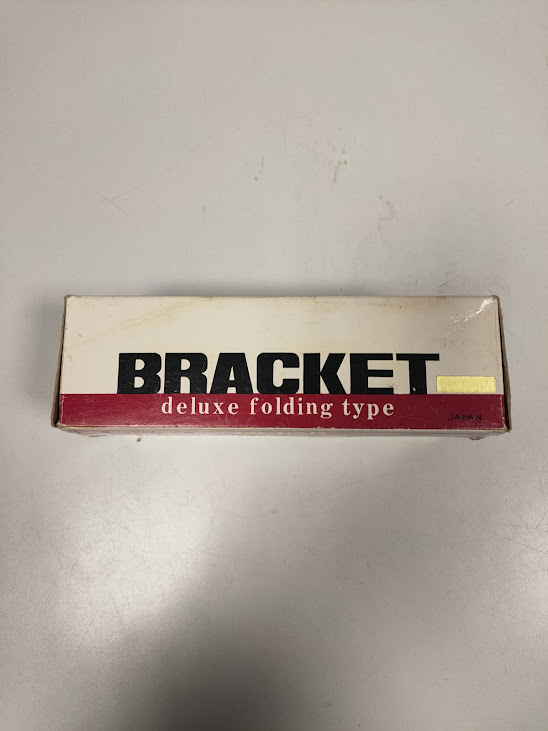 BRACKET
deluxe folding type
JAPAN